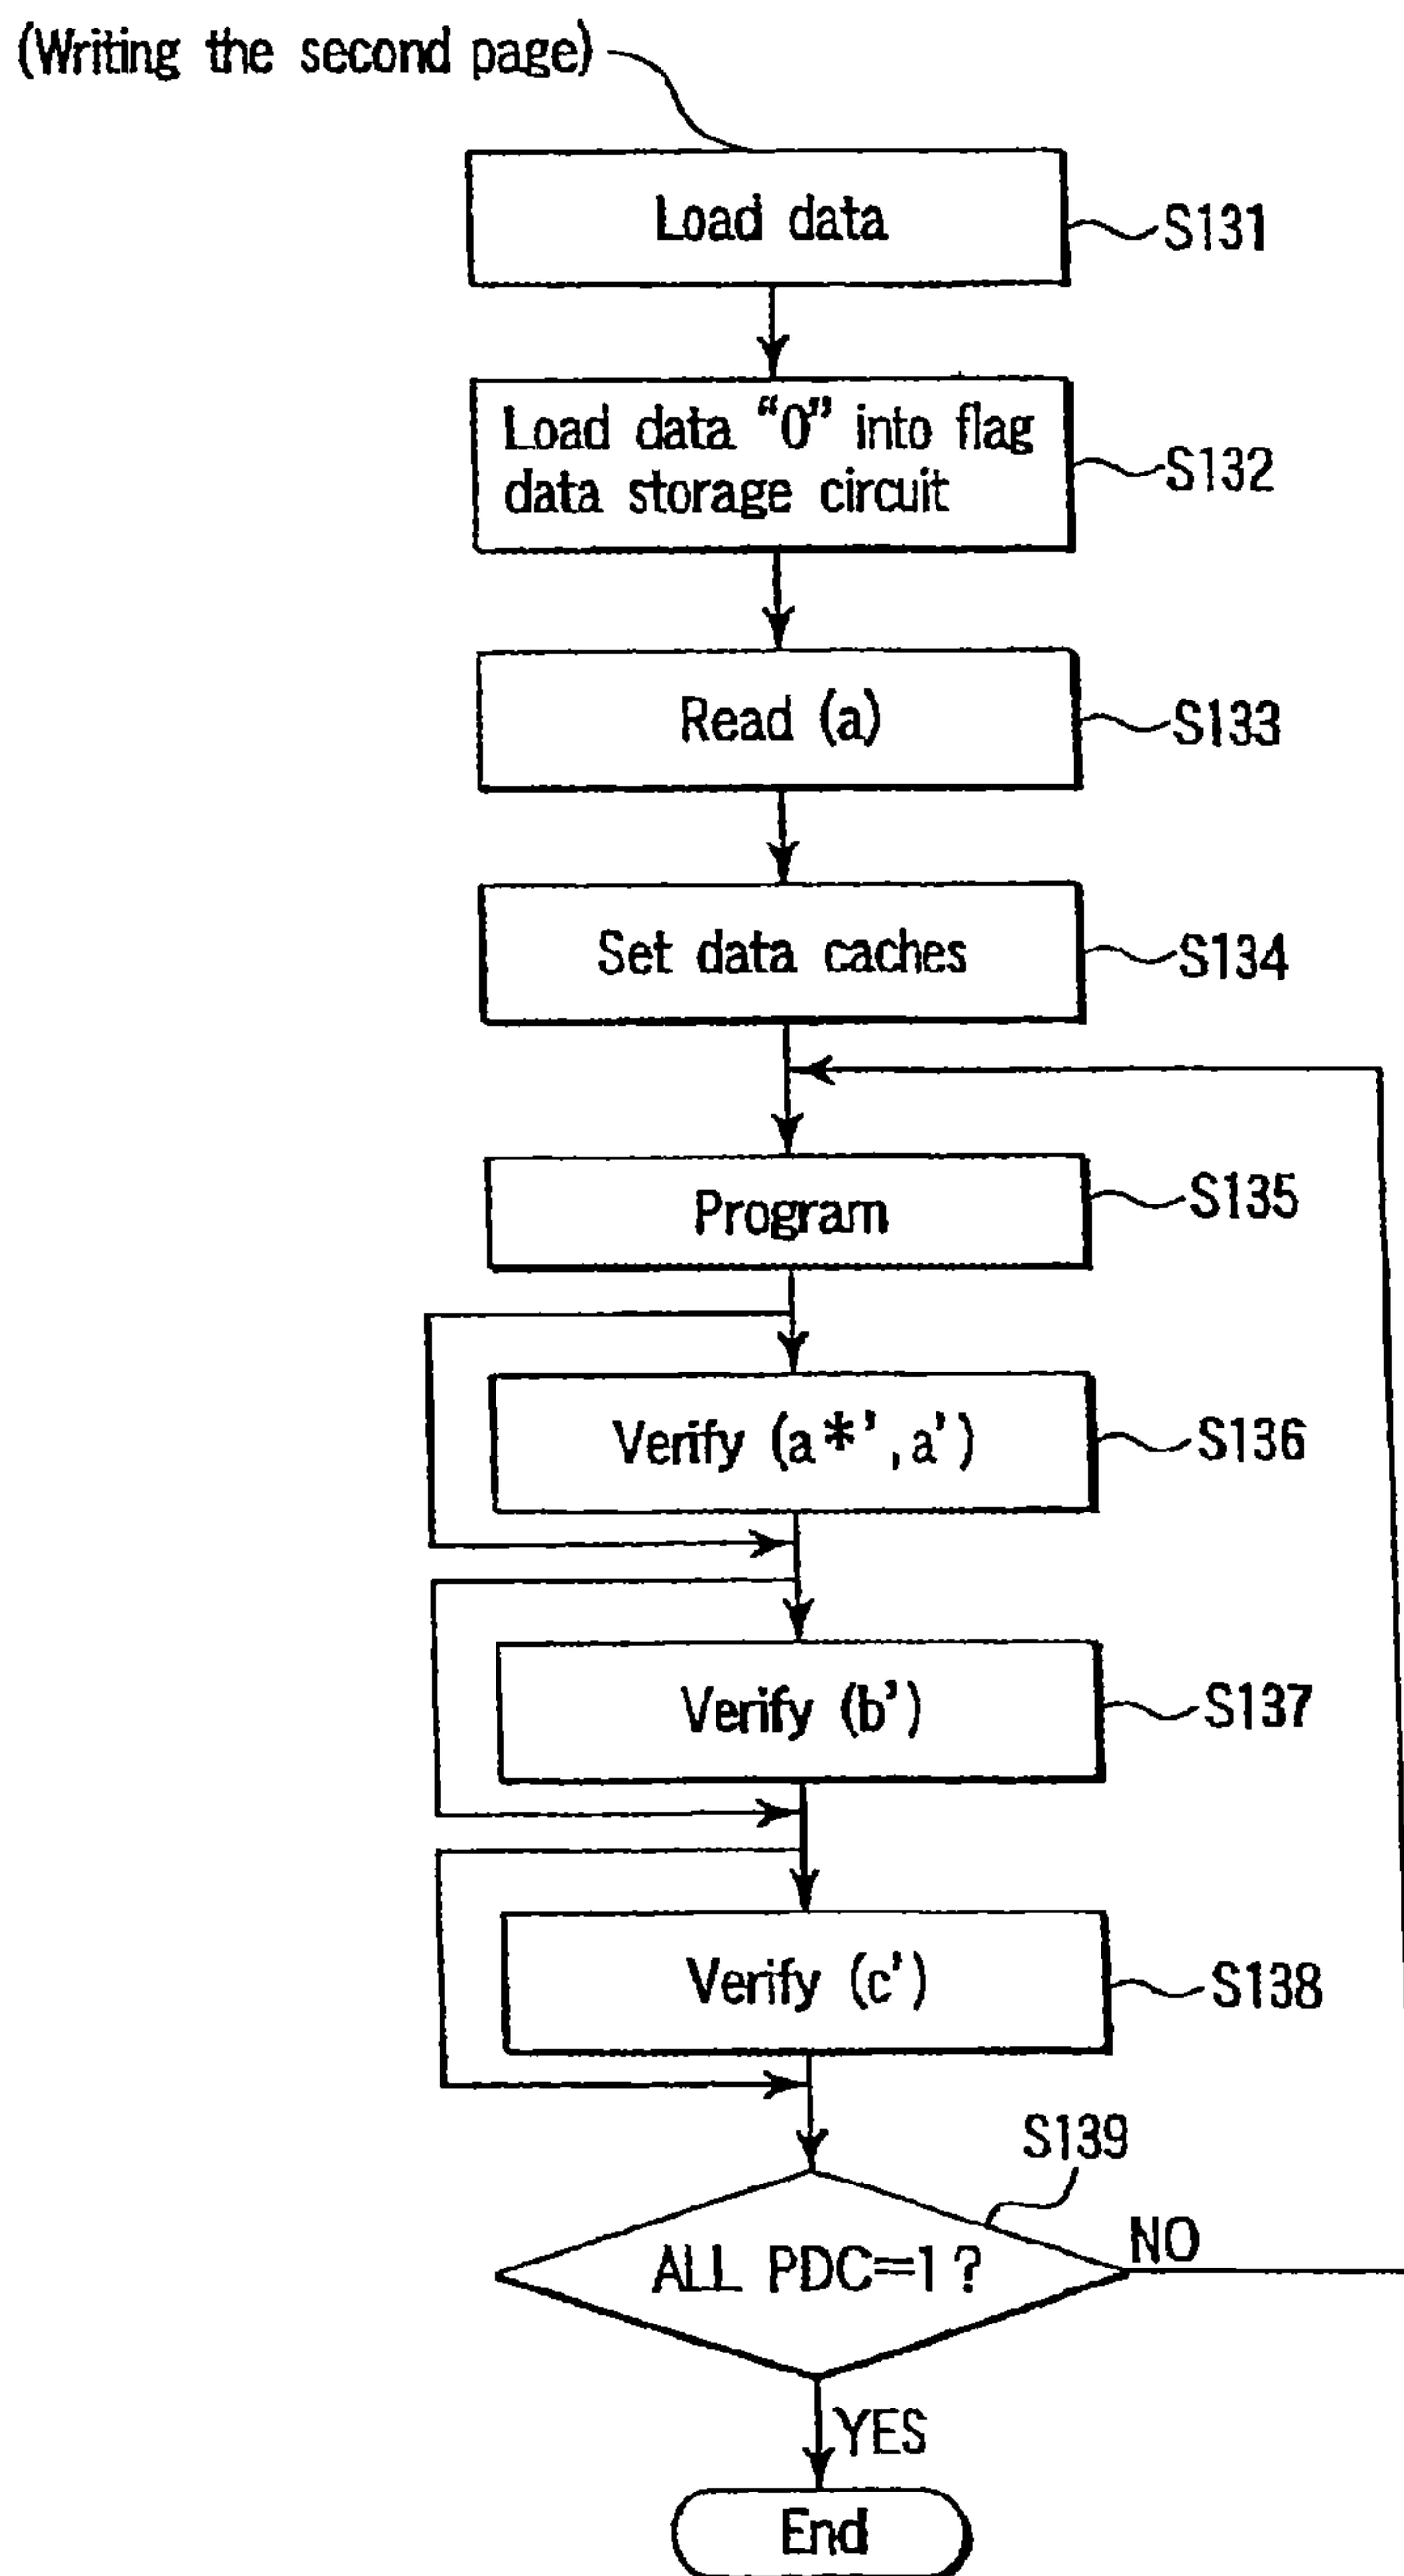 (Writing the second page)
Load data
S131
Load data “0” into flag
data storage circuit
S132
Read (a)
S133
Set data caches
S134
Program
S135
Verify (a*’,a’)
S136
Verify (b’)
S137
Verify (c’)
S138
S139
ALL PDC=1?
NO
YES
End